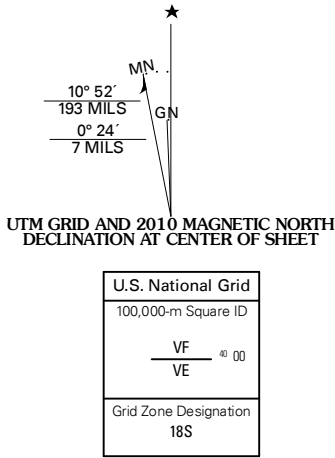 ★
MN
10° 52´
193 MILS
GN
0° 24´
7 MILS
UTM GRID AND 2010 MAGNETIC NORTH
DECLINATION AT CENTER OF SHEET
U.S. National Grid
100,000-m Square ID
VF
40 00
VE
Grid Zone Designation
18S